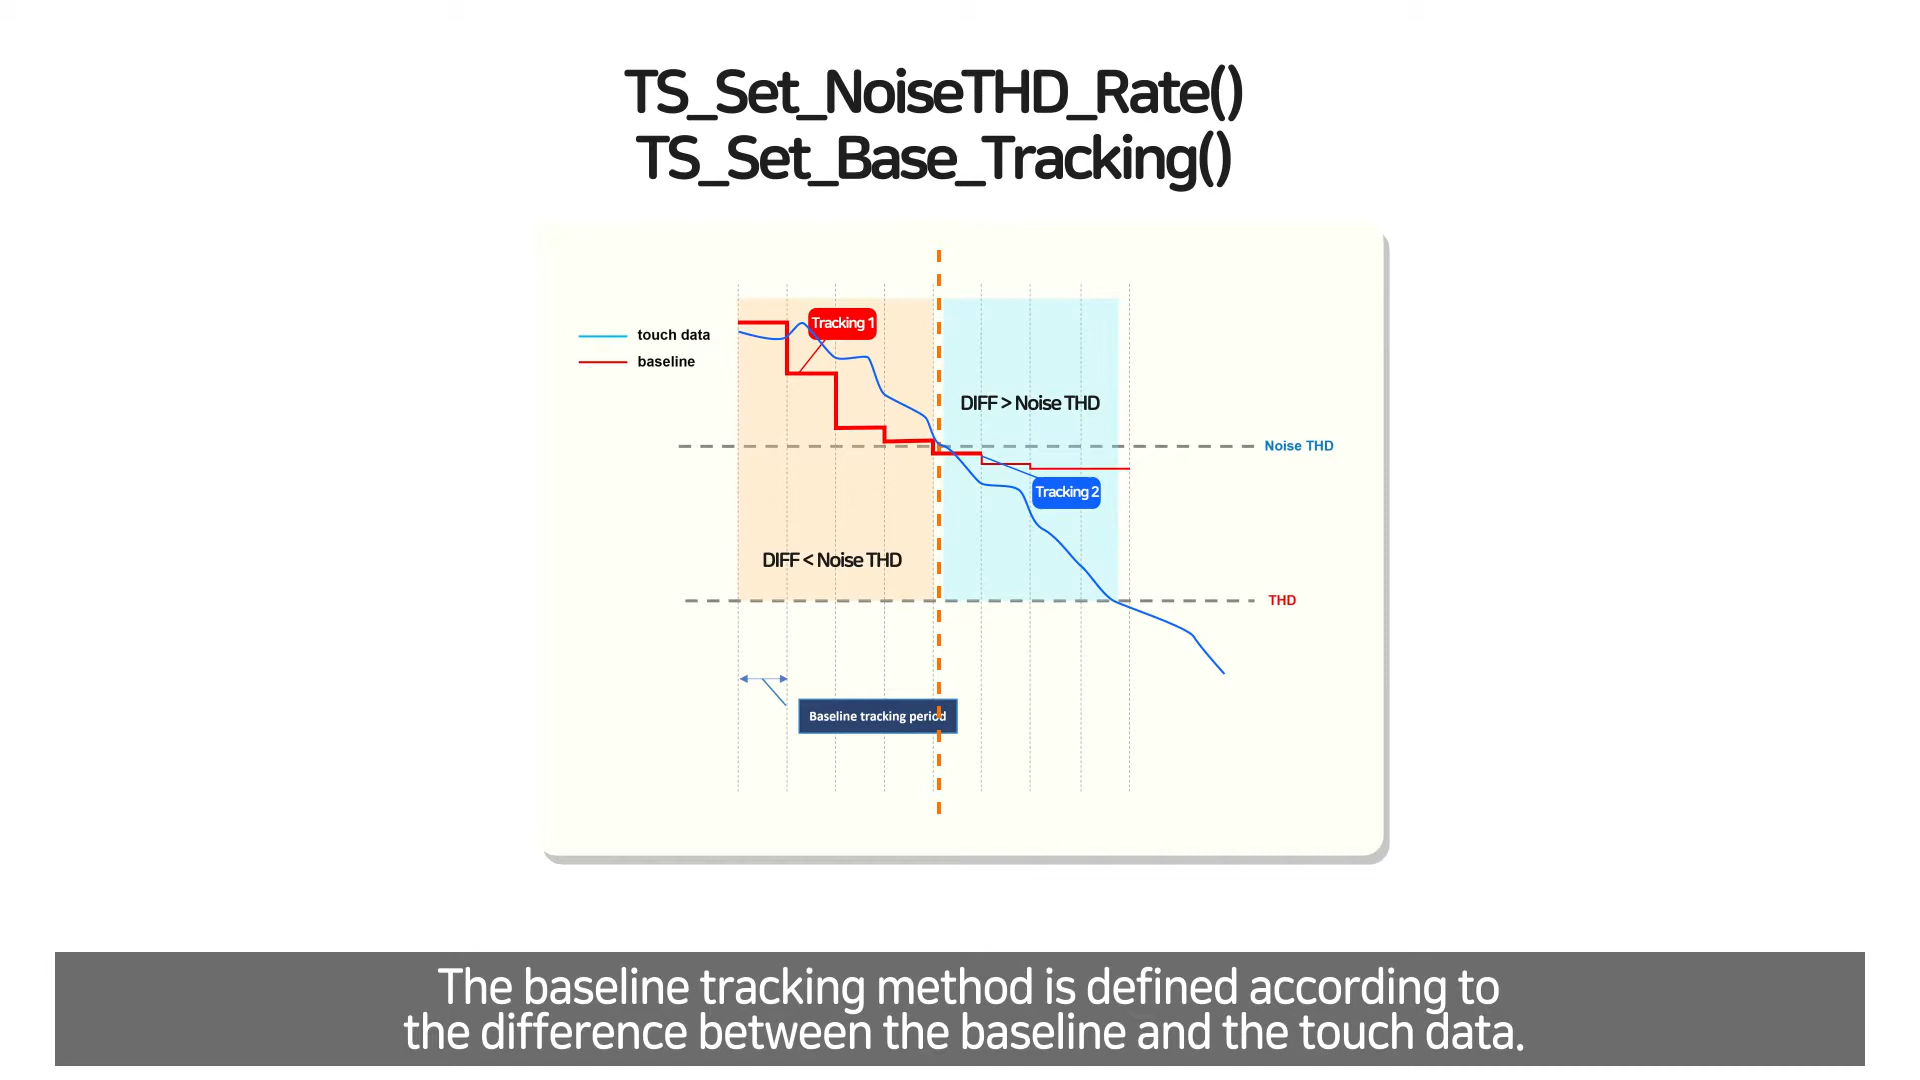 TS_Set_NoiseTHD_Rate()
TS_Set_Base_Tracking()
touch data
baseline
Tracking 1
DIFF > Noise THD
Noise THD
Tracking 2
DIFF < Noise THD
THD
Baseline tracking period
The baseline tracking method is defined according to
the difference between the baseline and the touch data.